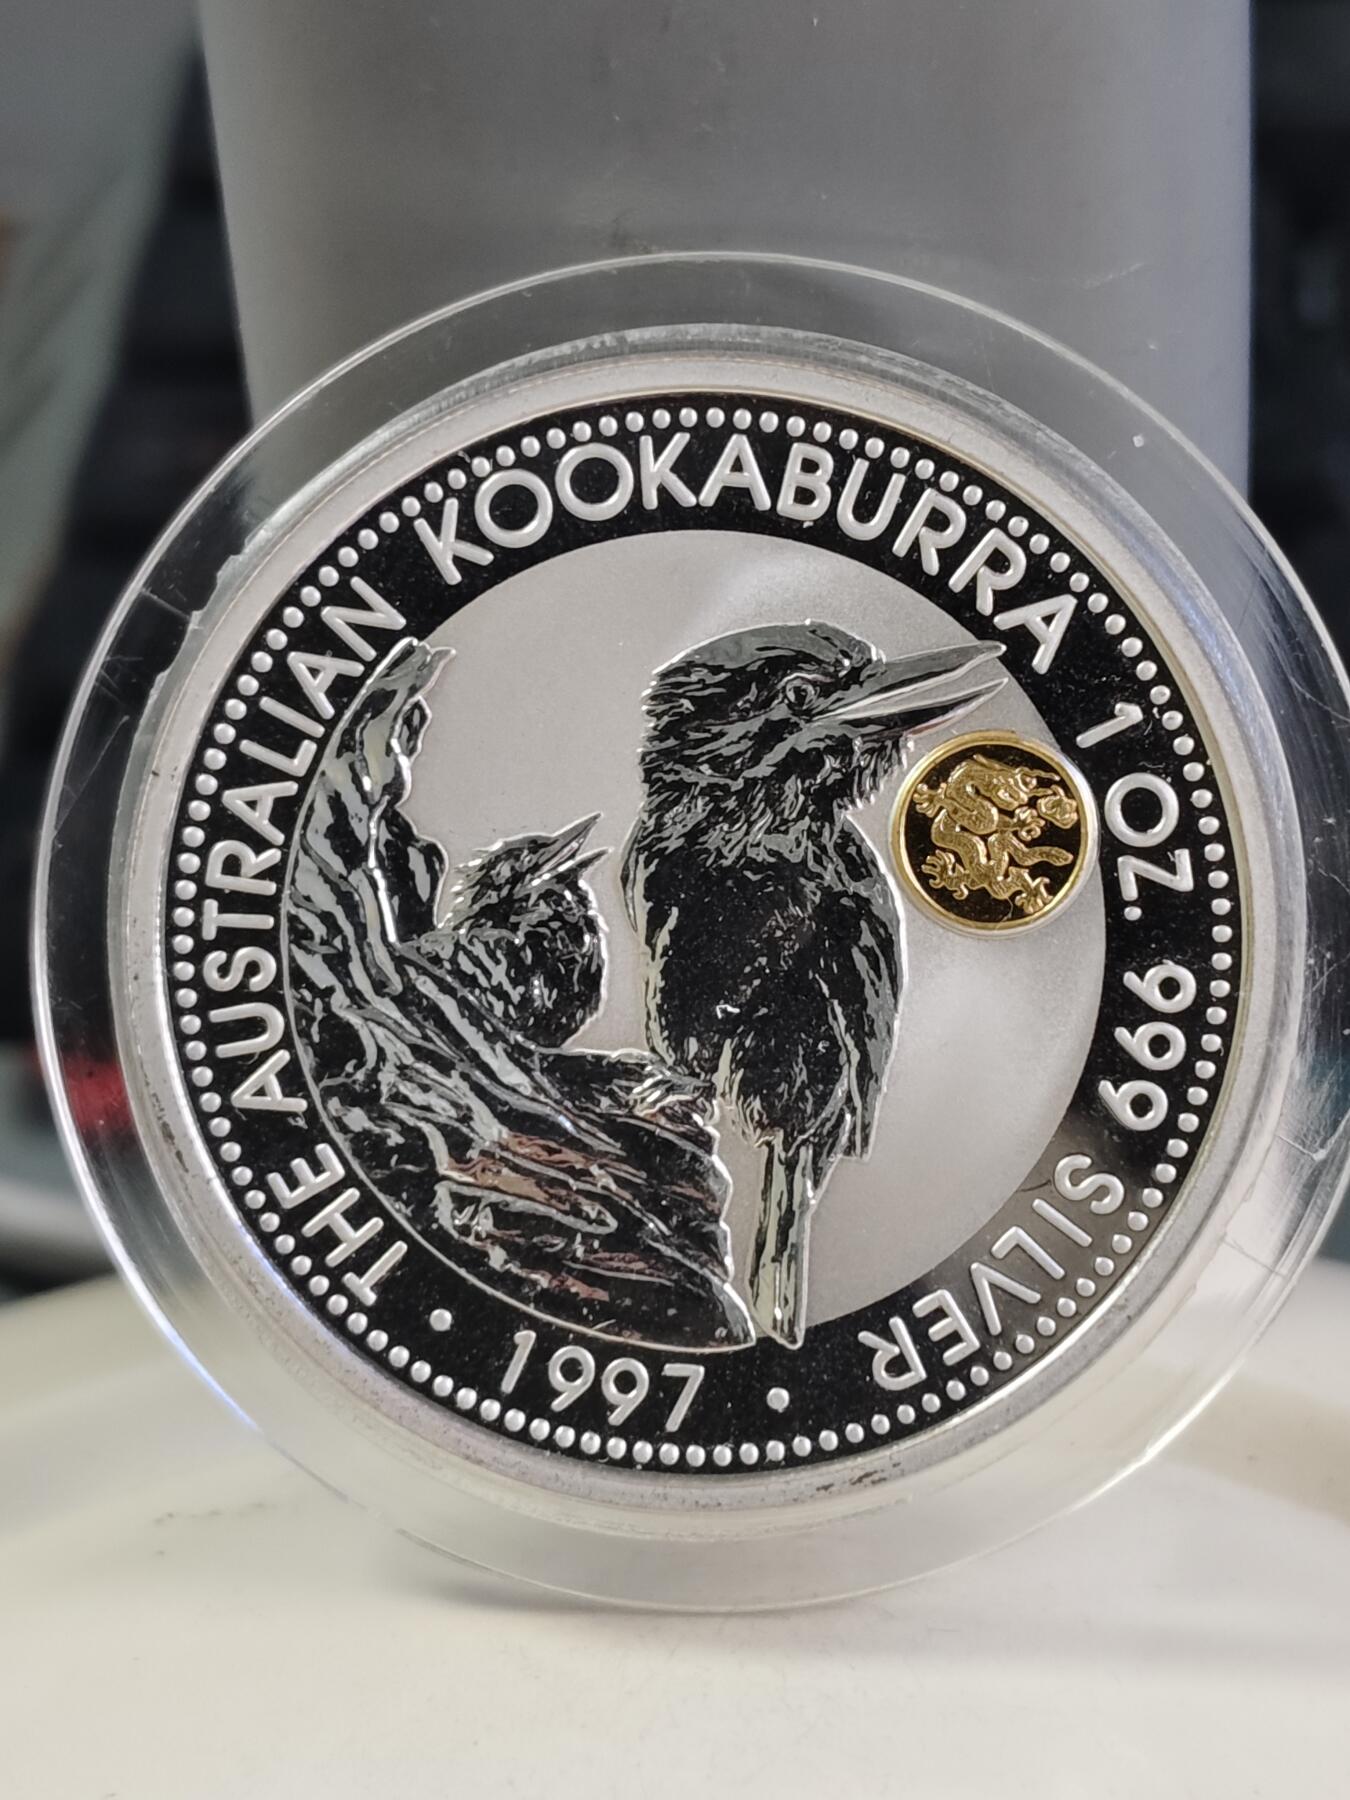 THE AUSTRALIAN KOOKABURRA 1 OZ. 999 SILVER
• 1997 •